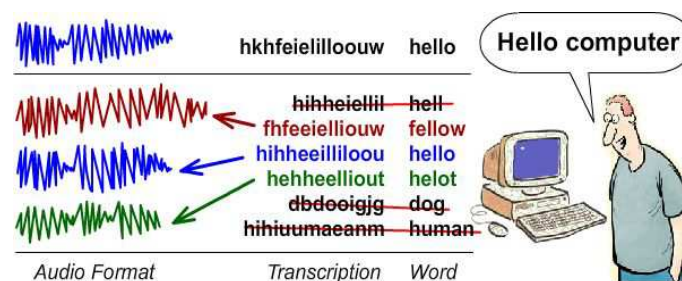 hkhfeielilloouw hello
Hello computer
hihheiellil hell
fhfeeielliouw fellow
hihheeilliloou hello
hehheelliout helot
dbdooigjg dog
hihiuumaeanm human
Audio Format Transcription Word